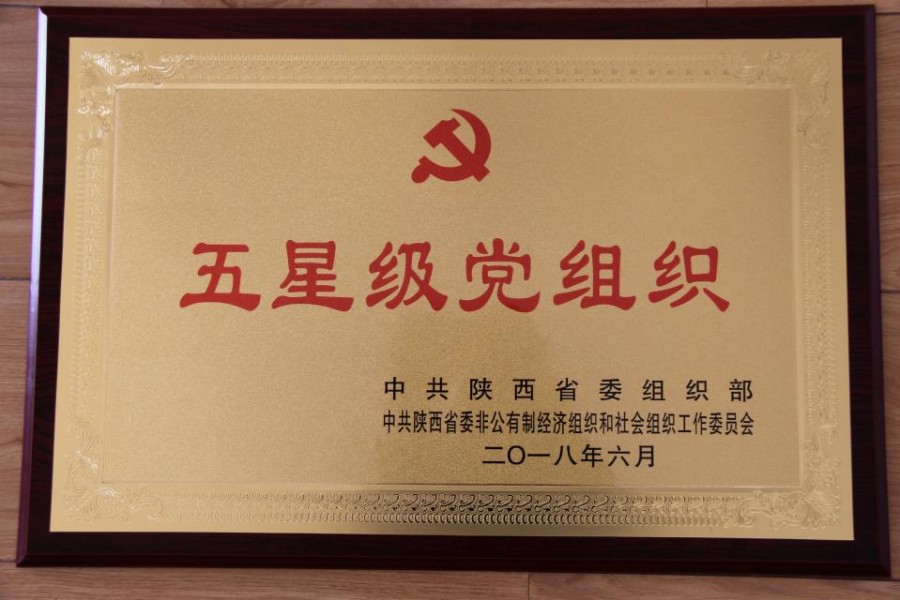 五星级党组织
中共陕西省委组织部
中共陕西省委非公有制经济组织和社会组织工作委员会
二〇一八年六月